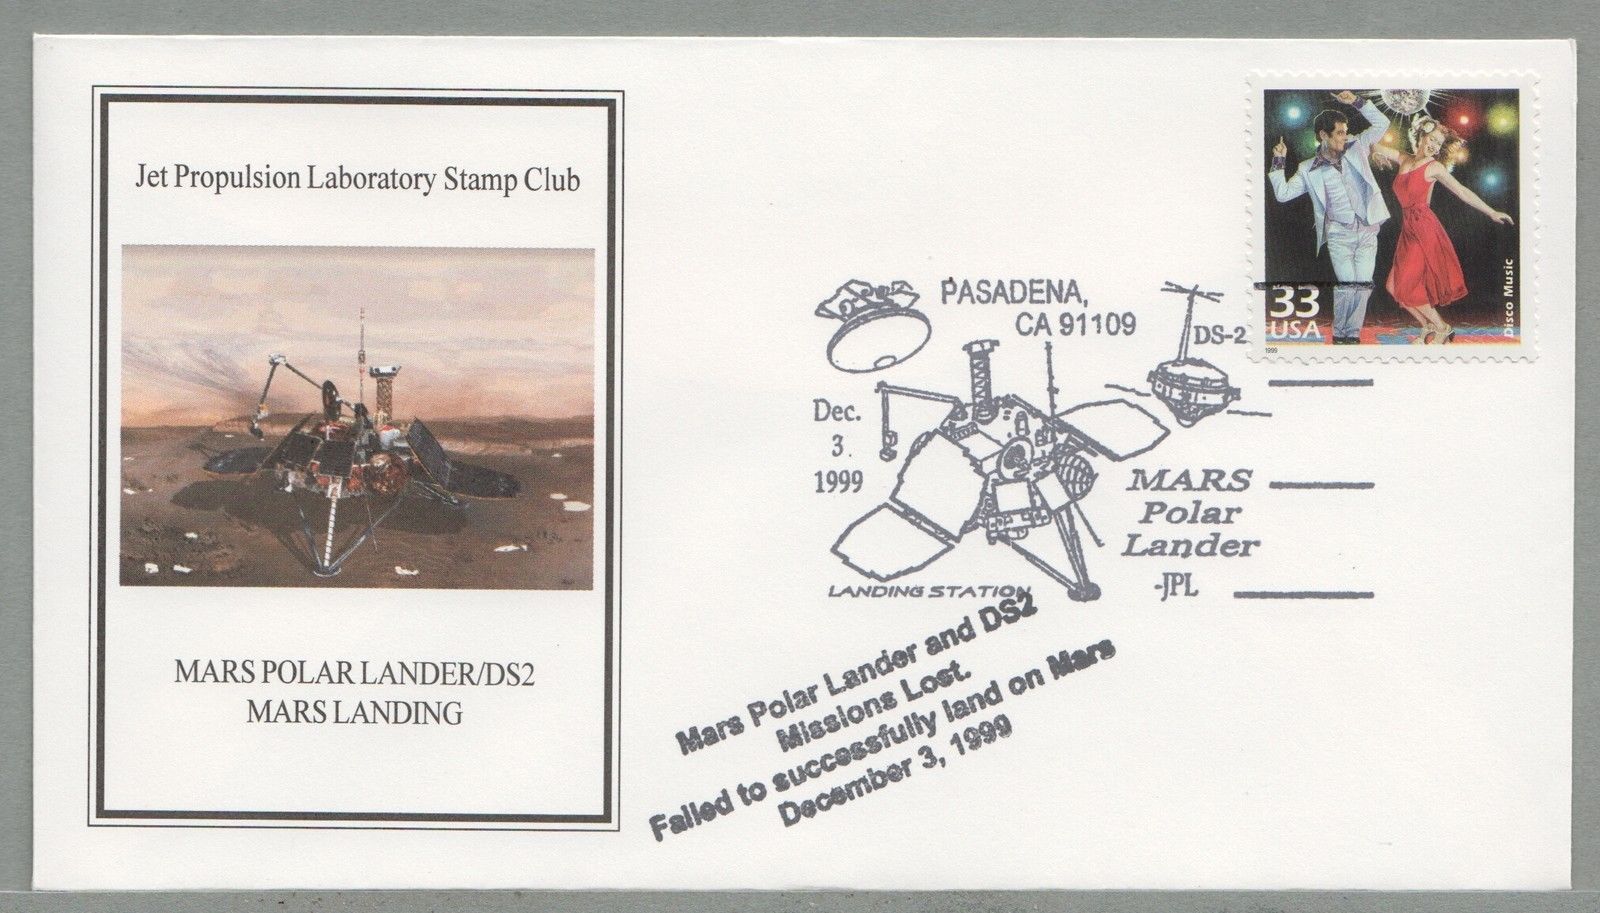 Jet Propulsion Laboratory Stamp Club
MARS POLAR LANDER/DS2
MARS LANDING
PASADENA,
CA 91109
DS-2
Dec.
3
1999
MARS
Polar
Lander
-JPL
LANDING STATION
33
USA
1999
Disco Music
Mars Polar Lander and DS2
Missions Lost.
Failed to successfully land on Mars
December 3, 1999